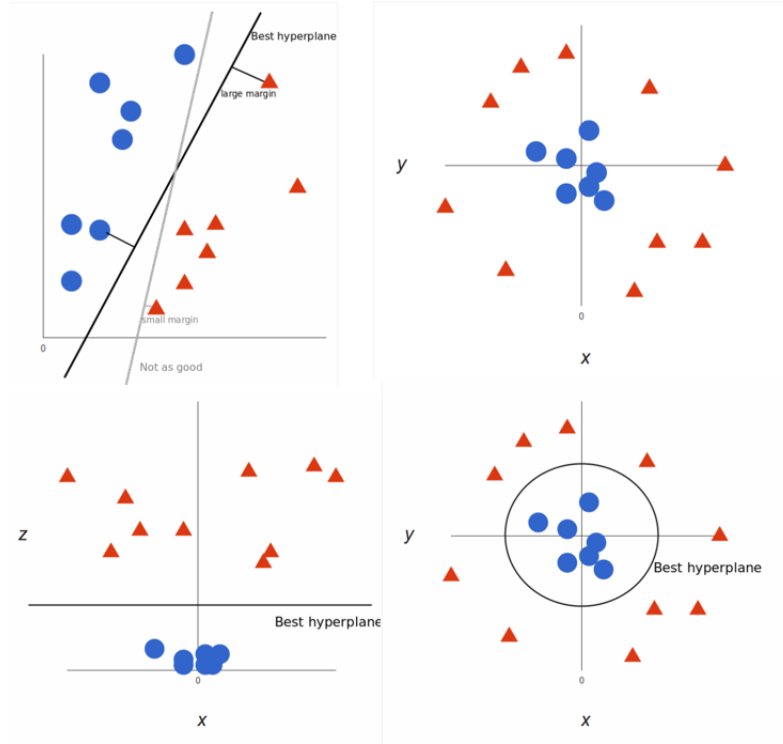 Best hyperplane
large margin
small margin
0
Not as good
y
0
x
z
Best hyperplane
0
x
y
Best hyperplane
0
x